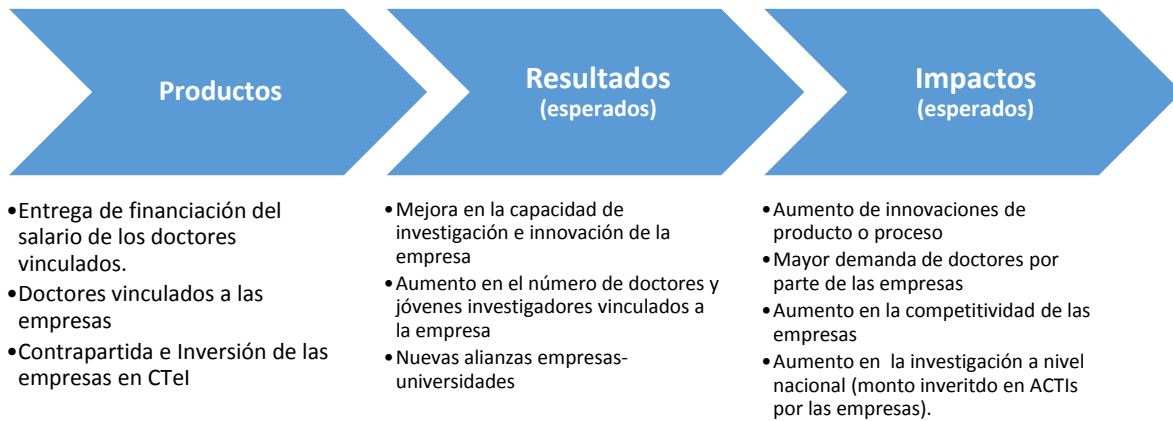 Productos
•Entrega de financiación del
salario de los doctores
vinculados.
•Doctores vinculados a las
empresas
•Contrapartida e Inversión de las
empresas en CTeI
Resultados
(esperados)
•Mejora en la capacidad de
investigación e innovación de la
empresa
•Aumento en el número de doctores y
jóvenes investigadores vinculados a
la empresa
•Nuevas alianzas empresas-
universidades
Impactos
(esperados)
•Aumento de innovaciones de
producto o proceso
•Mayor demanda de doctores por
parte de las empresas
•Aumento en la competitividad de las
empresas
•Aumento en  la investigación a nivel
nacional (monto inveritdo en ACTIs
por las empresas).